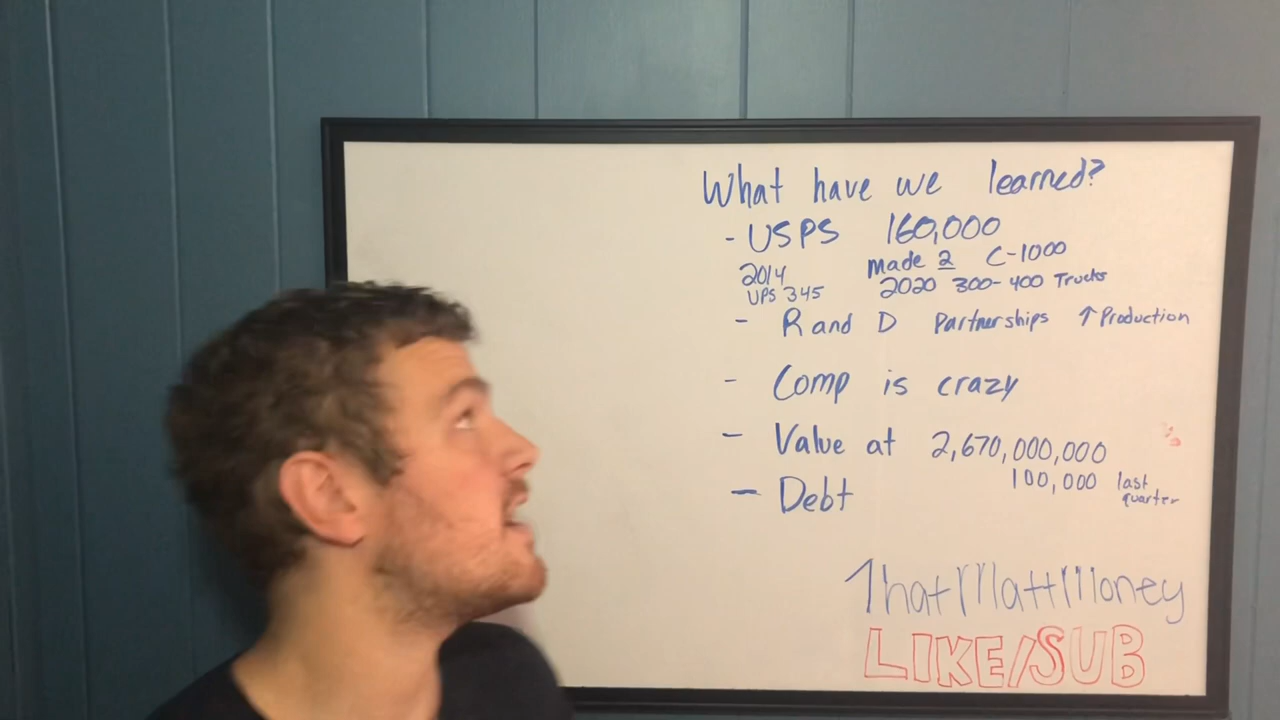 What have we learned?
- USPS 160,000
2014 Made 2 C-1000
UPS 345 2020 300-400 Trucks
- R and D Partnerships ↑ Production
- Comp is crazy
- Value at 2,670,000,000
100,000 last quarter
- Debt
ThatMattMoney
LIKE/SUB